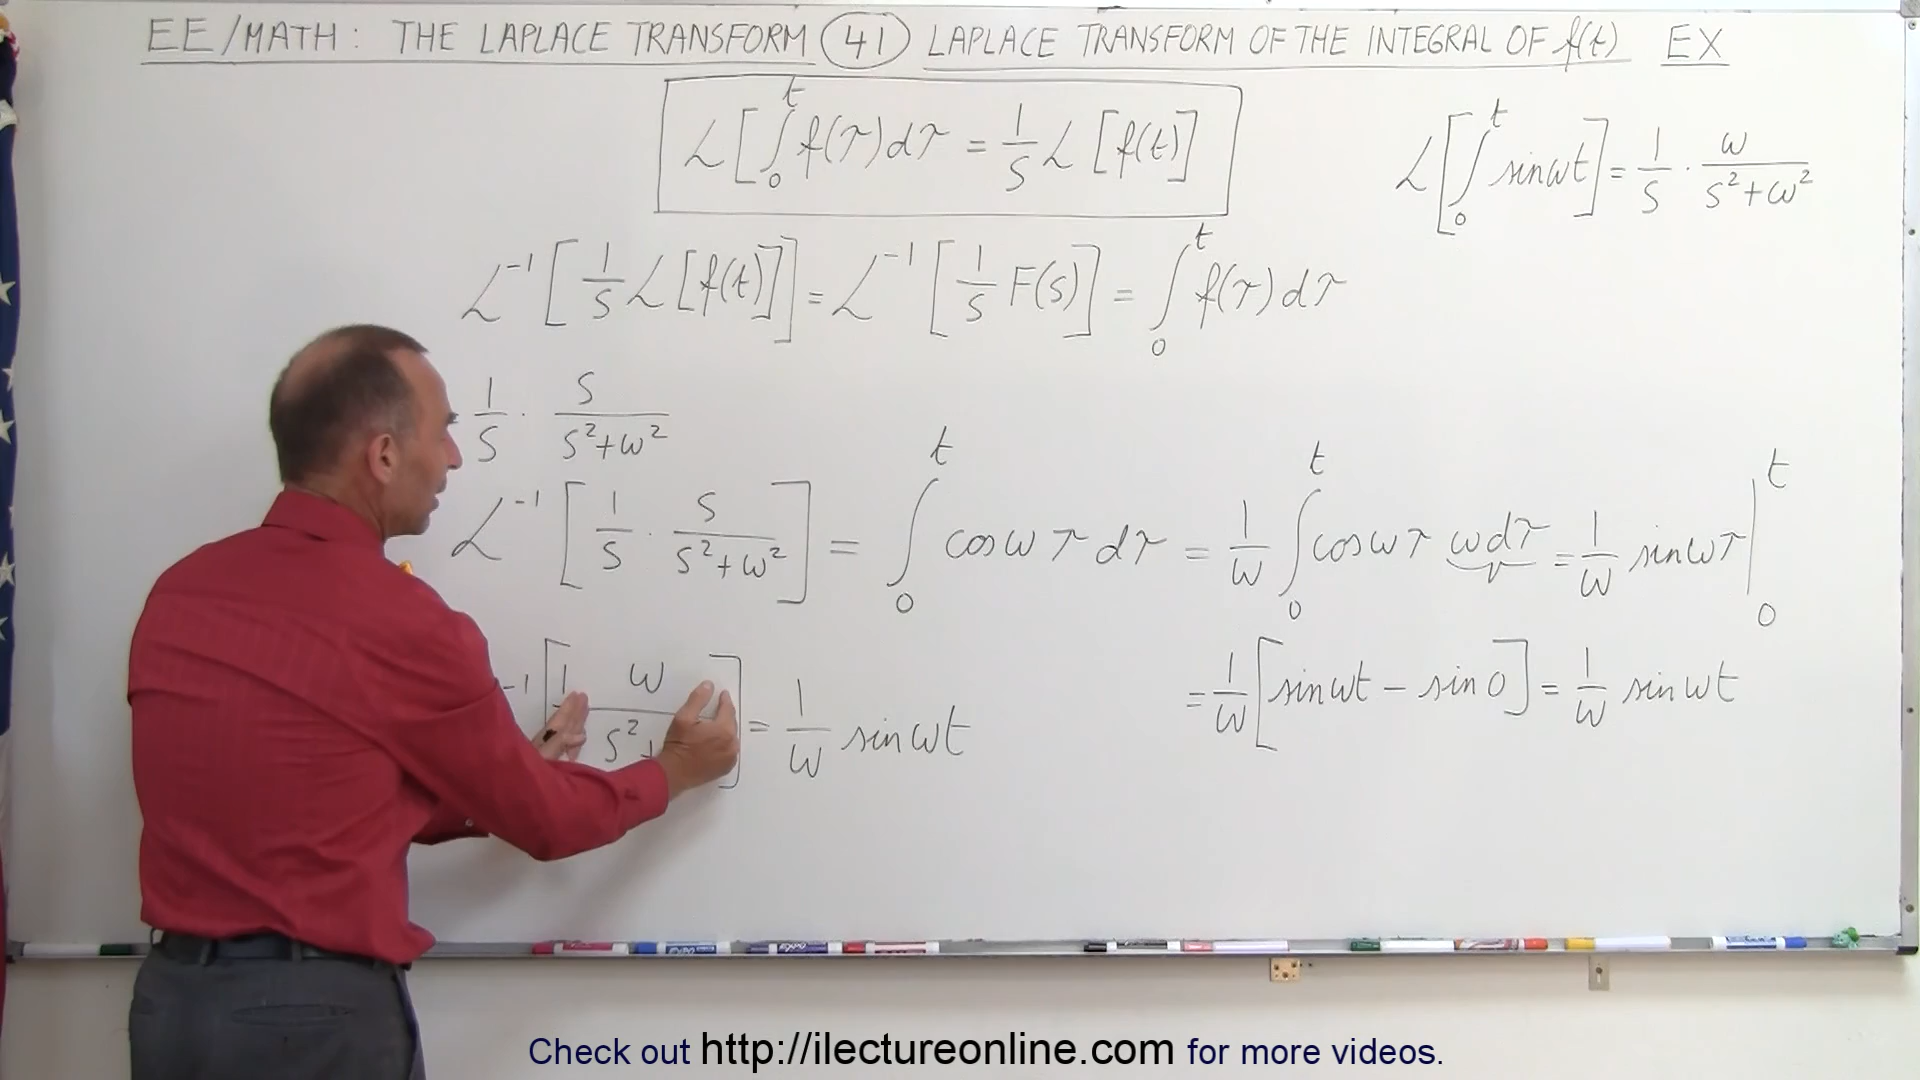 EE/MATH: THE LAPLACE TRANSFORM 41 LAPLACE TRANSFORM OF THE INTEGRAL OF f(t) EX
ℒ[∫₀ᵗ f(τ)dτ = 1/S ℒ[f(t)]
ℒ[∫₀ᵗ sinωt] = 1/S · ω/(S²+ω²)
ℒ⁻¹[1/S ℒ[f(t)]] = ℒ⁻¹[1/S F(s)] = ∫₀ᵗ f(τ)dτ
1/S · S/(S²+ω²)
ℒ⁻¹[1/S · S/(S²+ω²)] = ∫₀ᵗ cosωτ dτ = 1/ω ∫₀ᵗ cosωτ ωdτ = 1/ω sinωτ |₀ᵗ
⁻¹[1 ω/S²+ ] = 1/ω sinωt
= 1/ω[sinωt − sin0] = 1/ω sinωt
Check out http://ilectureonline.com for more videos.